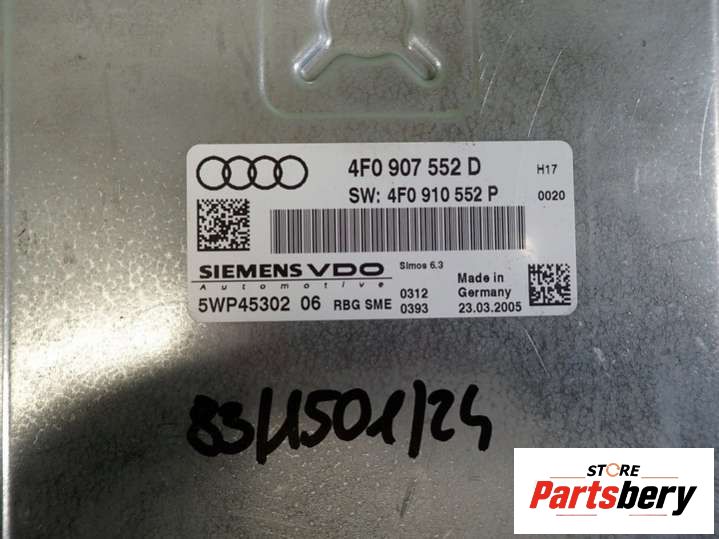 4F0 907 552 D
H17
SW: 4F0 910 552 P
0020
SIEMENS VDO
Automotive
Simos 6.3
5WP45302 06 RBG SME
0312
0393
Made in
Germany
23.03.2005
83/1501/24
STORE
Partsbery